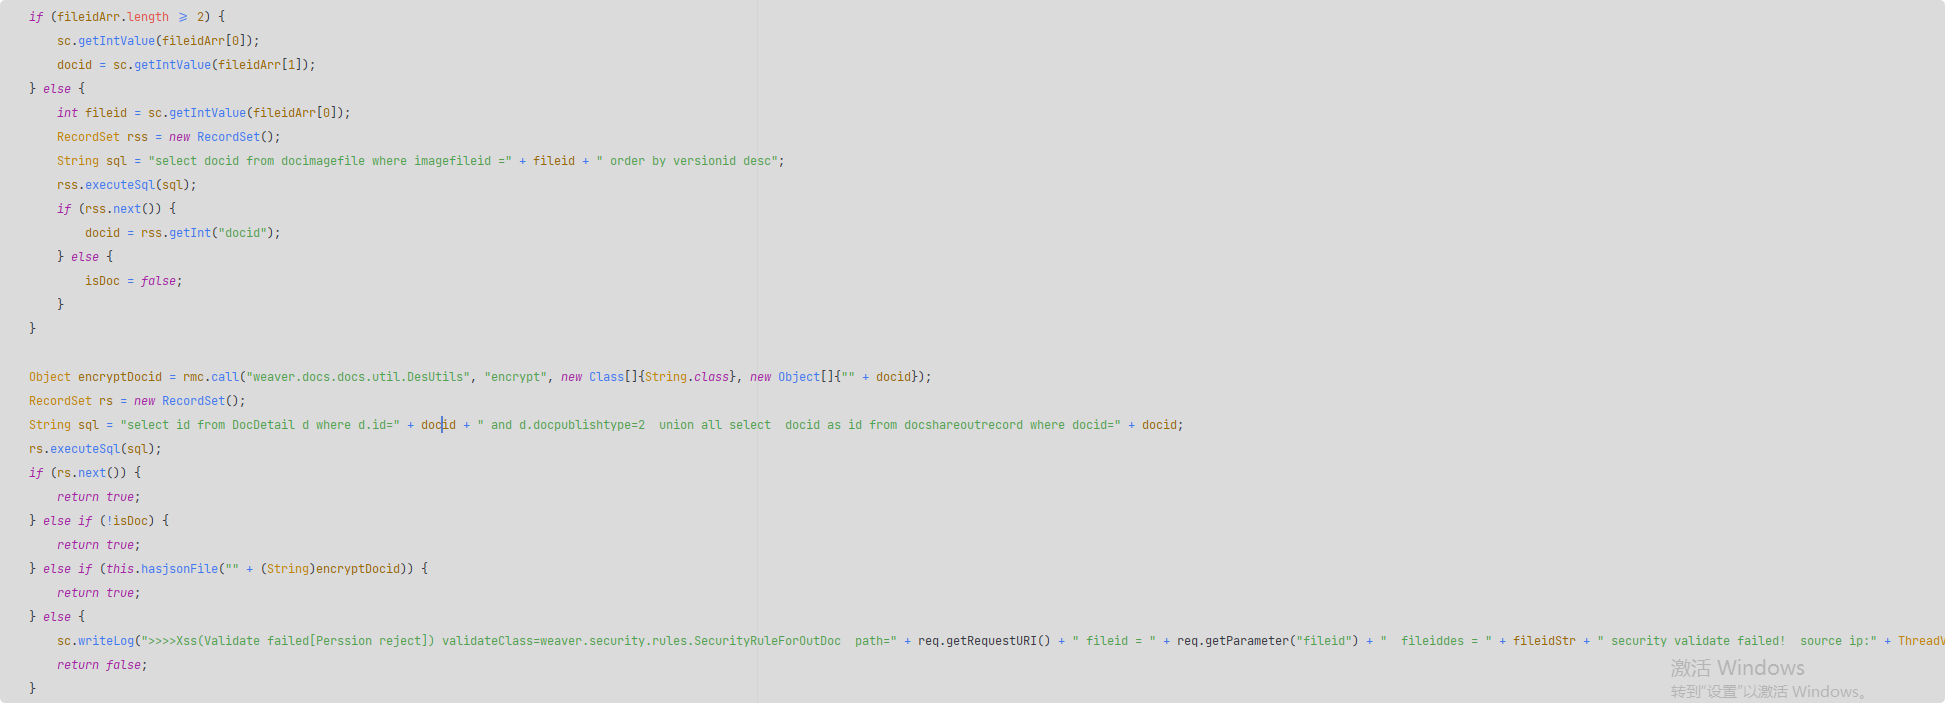 if (fileidArr.length ⩾ 2) {
    sc.getIntValue(fileidArr[0]);
    docid = sc.getIntValue(fileidArr[1]);
} else {
    int fileid = sc.getIntValue(fileidArr[0]);
    RecordSet rss = new RecordSet();
    String sql = "select docid from docimagefile where imagefileid =" + fileid + " order by versionid desc";
    rss.executeSql(sql);
    if (rss.next()) {
        docid = rss.getInt("docid");
    } else {
        isDoc = false;
    }
}
Object encryptDocid = rmc.call("weaver.docs.docs.util.DesUtils", "encrypt", new Class[]{String.class}, new Object[]{"" + docid});
RecordSet rs = new RecordSet();
String sql = "select id from DocDetail d where d.id=" + docid + " and d.docpublishtype=2  union all select  docid as id from docshareoutrecord where docid=" + docid;
rs.executeSql(sql);
if (rs.next()) {
    return true;
} else if (!isDoc) {
    return true;
} else if (this.hasjsonFile("" + (String)encryptDocid)) {
    return true;
} else {
    sc.writeLog(">>>>Xss(Validate failed[Perssion reject]) validateClass=weaver.security.rules.SecurityRuleForOutDoc  path=" + req.getRequestURI() + " fileid = " + req.getParameter("fileid") + "  fileiddes = " + fileidStr + " security validate failed!  source ip:" + ThreadV
    return false;
}
激活 Windows
转到“设置”以激活 Windows。